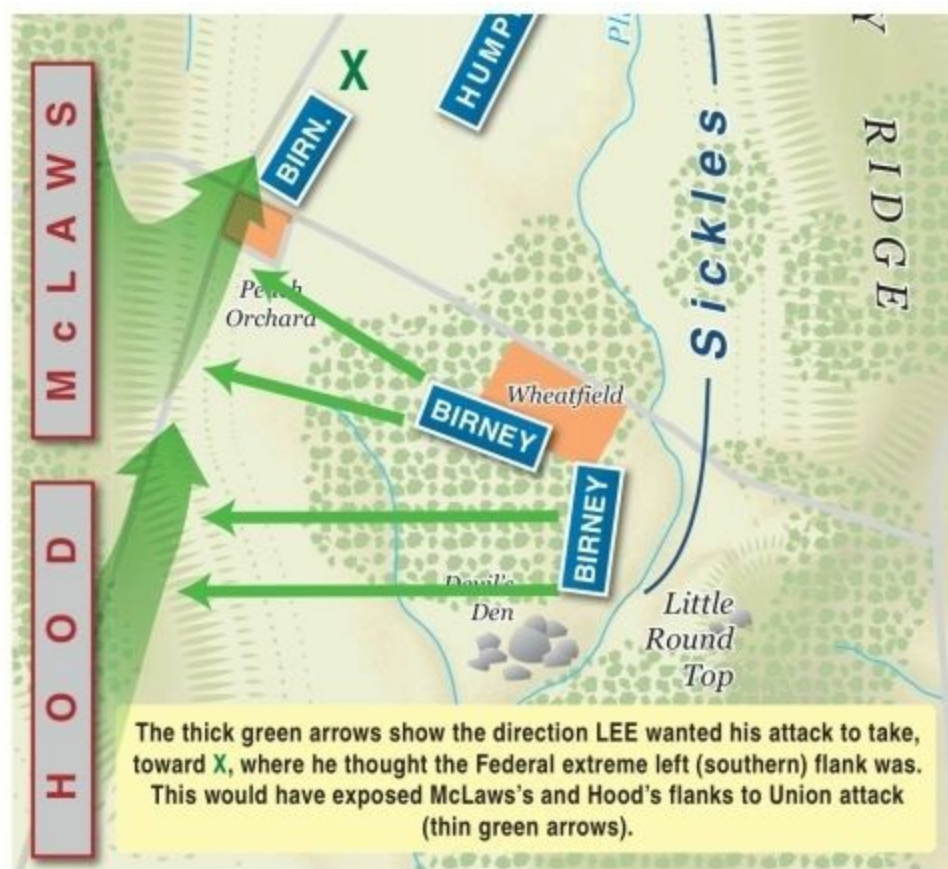 McLAWS
HOOD
X
BIRN.
HUMP
Pl
Sickles
Y
RIDGE
Peach
Orchard
Wheatfield
BIRNEY
BIRNEY
Devil's
Den
Little
Round
Top
The thick green arrows show the direction LEE wanted his attack to take,
toward X, where he thought the Federal extreme left (southern) flank was.
This would have exposed McLaws's and Hood's flanks to Union attack
(thin green arrows).